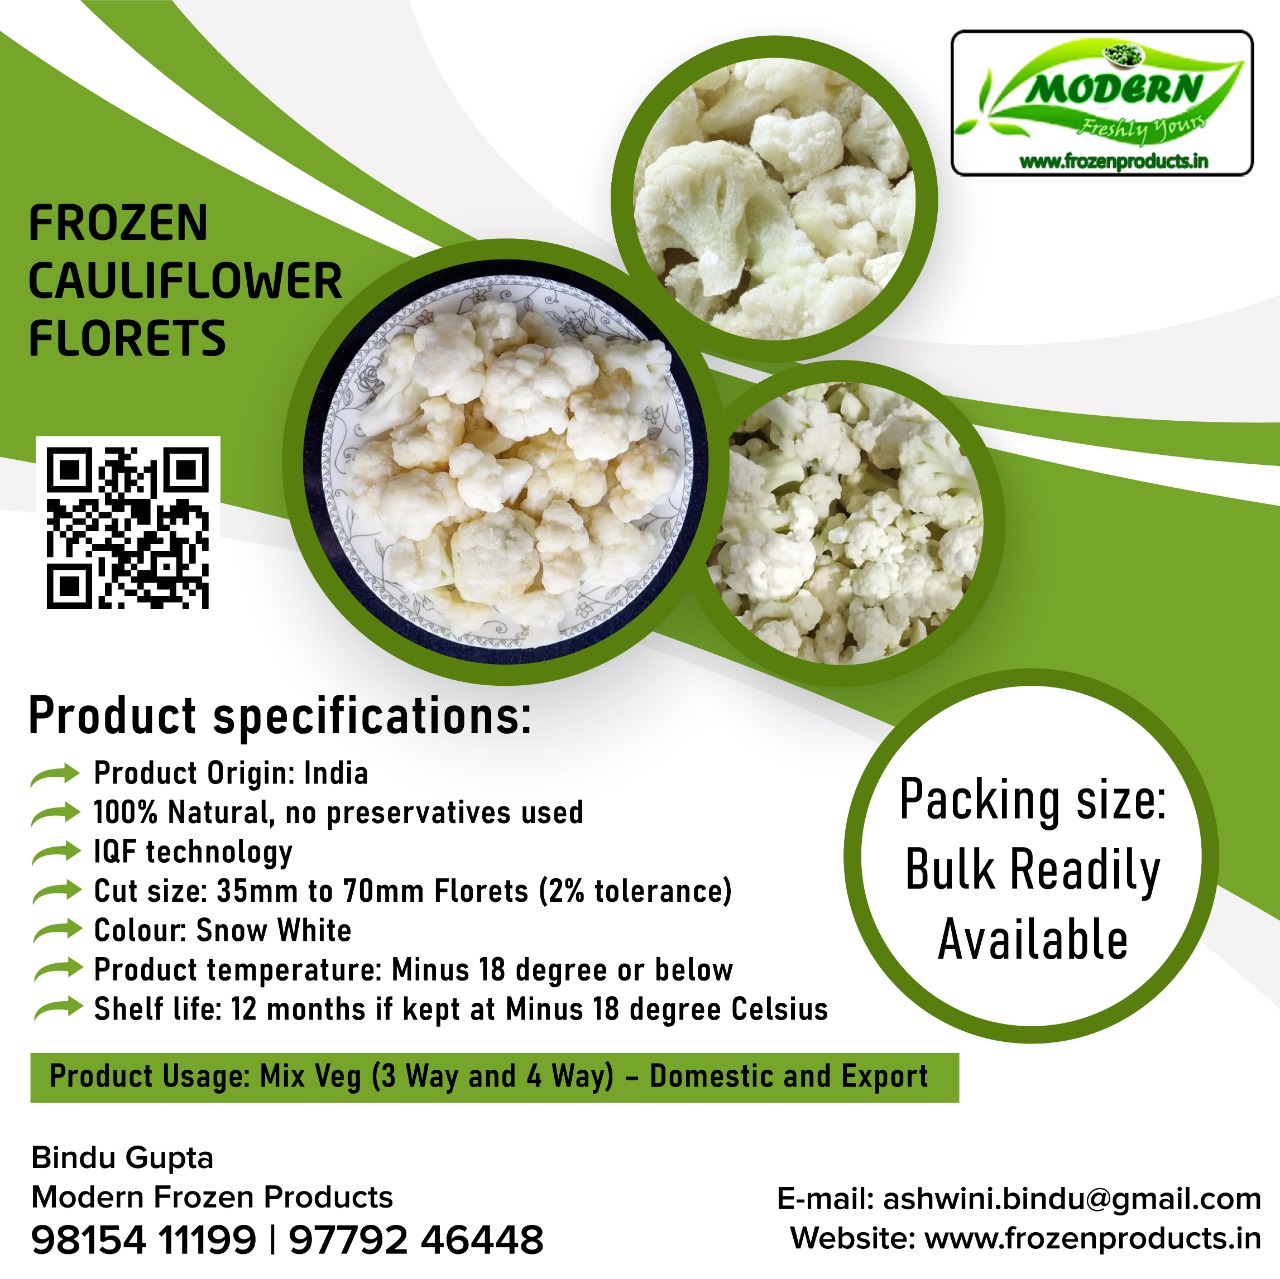 MODERN
Freshly Yours
www.frozenproducts.in
FROZEN
CAULIFLOWER
FLORETS
Product specifications:
Product Origin: India
100% Natural, no preservatives used
IQF technology
Cut size: 35mm to 70mm Florets (2% tolerance)
Colour: Snow White
Product temperature: Minus 18 degree or below
Shelf life: 12 months if kept at Minus 18 degree Celsius
Packing size:
Bulk Readily
Available
Product Usage: Mix Veg (3 Way and 4 Way) – Domestic and Export
Bindu Gupta
Modern Frozen Products
98154 11199 | 97792 46448
E-mail: ashwini.bindu@gmail.com
Website: www.frozenproducts.in